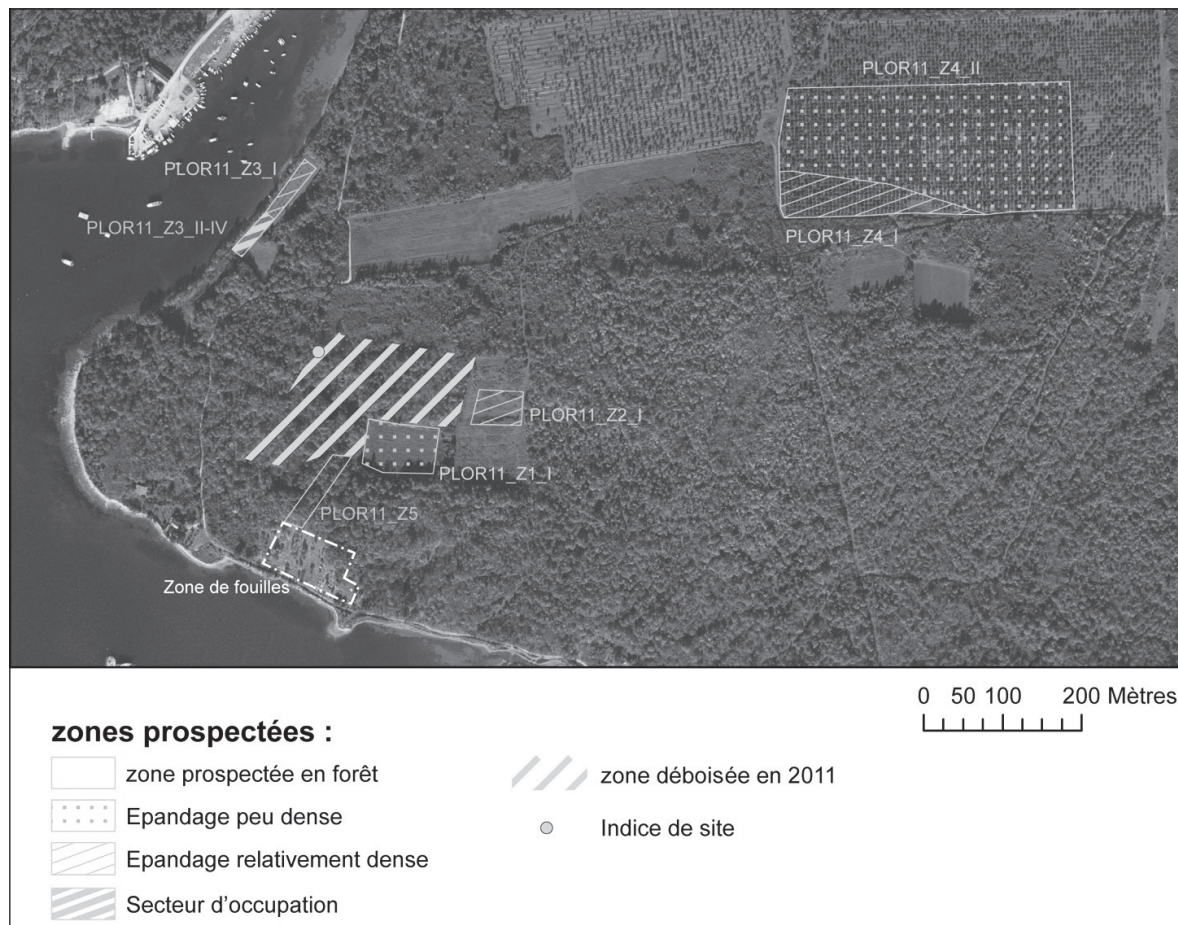 PLOR11_Z4_II
PLOR11_Z3_I
PLOR11_Z3_II-IV
PLOR11_Z4_I
PLOR11_Z2_I
PLOR11_Z1_I
PLOR11_Z5
Zone de fouilles
0 50 100 200 Mètres
zones prospectées :
zone prospectée en forêt
Epandage peu dense
Epandage relativement dense
Secteur d'occupation
zone déboisée en 2011
Indice de site